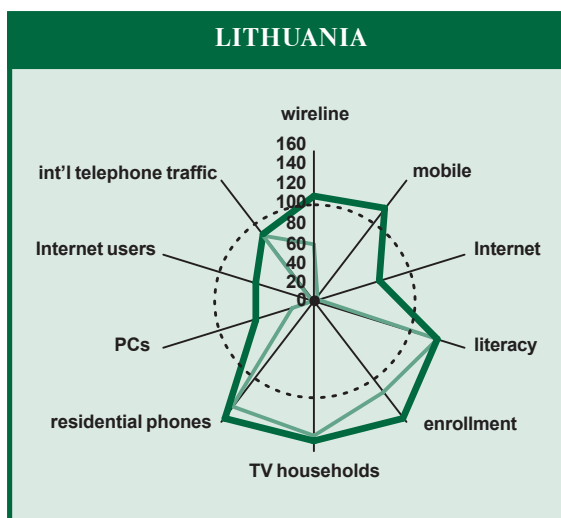 LITHUANIA
wireline
160
140
120
100
80
60
40
20
0
int'l telephone traffic
mobile
Internet users
Internet
PCs
literacy
residential phones
enrollment
TV households